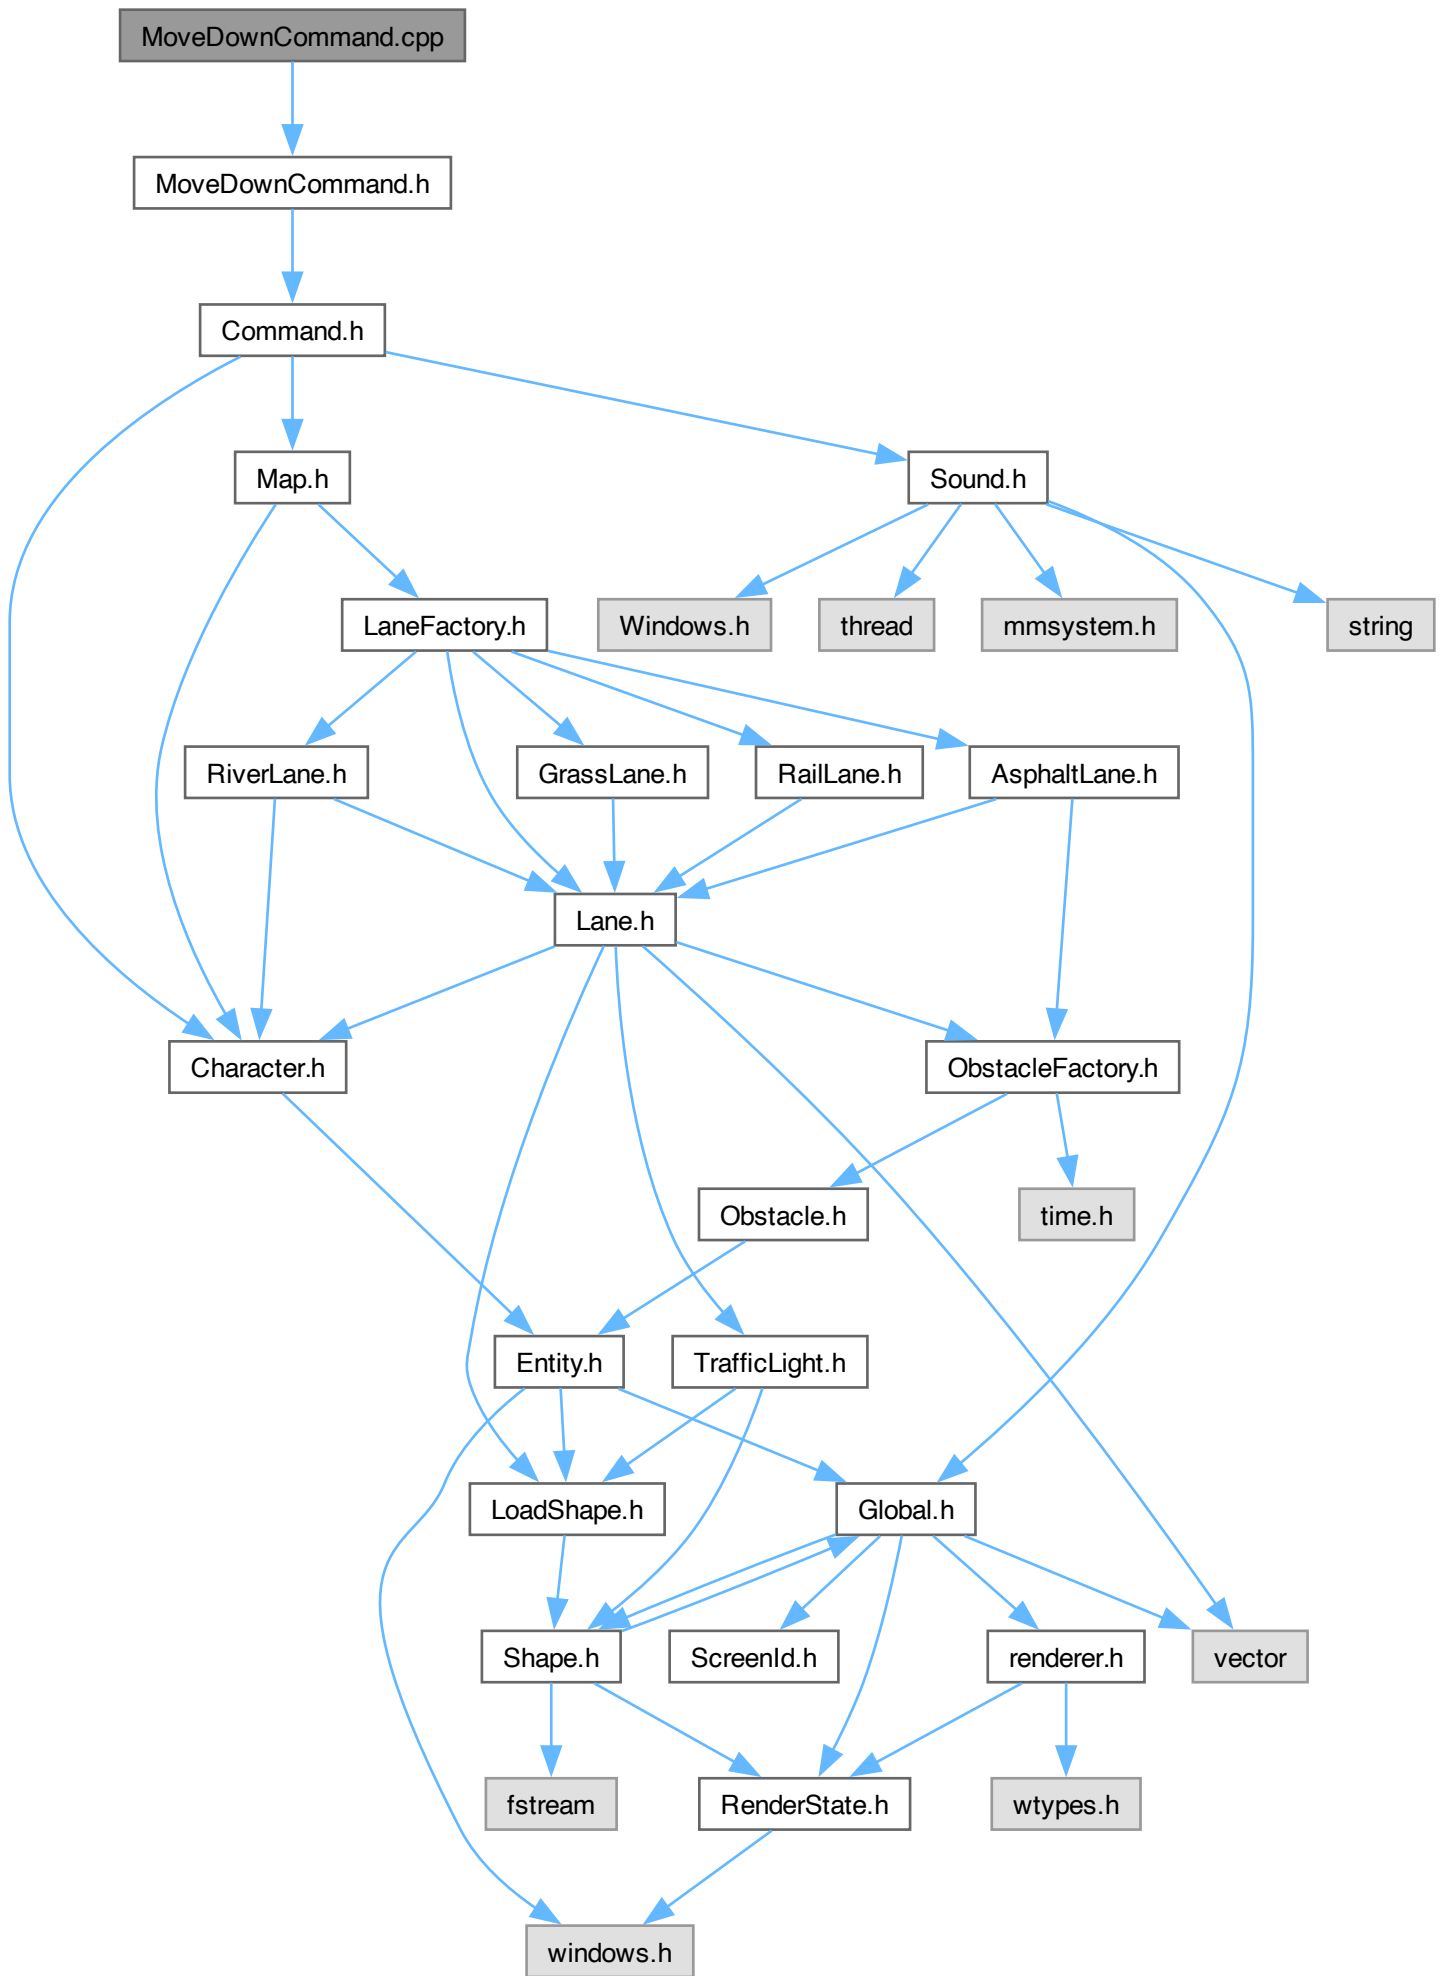 MoveDownCommand.cpp
MoveDownCommand.h
Command.h
Map.h
Sound.h
LaneFactory.h
Windows.h
thread
mmsystem.h
string
RiverLane.h
GrassLane.h
RailLane.h
AsphaltLane.h
Lane.h
Character.h
ObstacleFactory.h
Obstacle.h
time.h
Entity.h
TrafficLight.h
LoadShape.h
Global.h
Shape.h
ScreenId.h
renderer.h
vector
fstream
RenderState.h
wtypes.h
windows.h